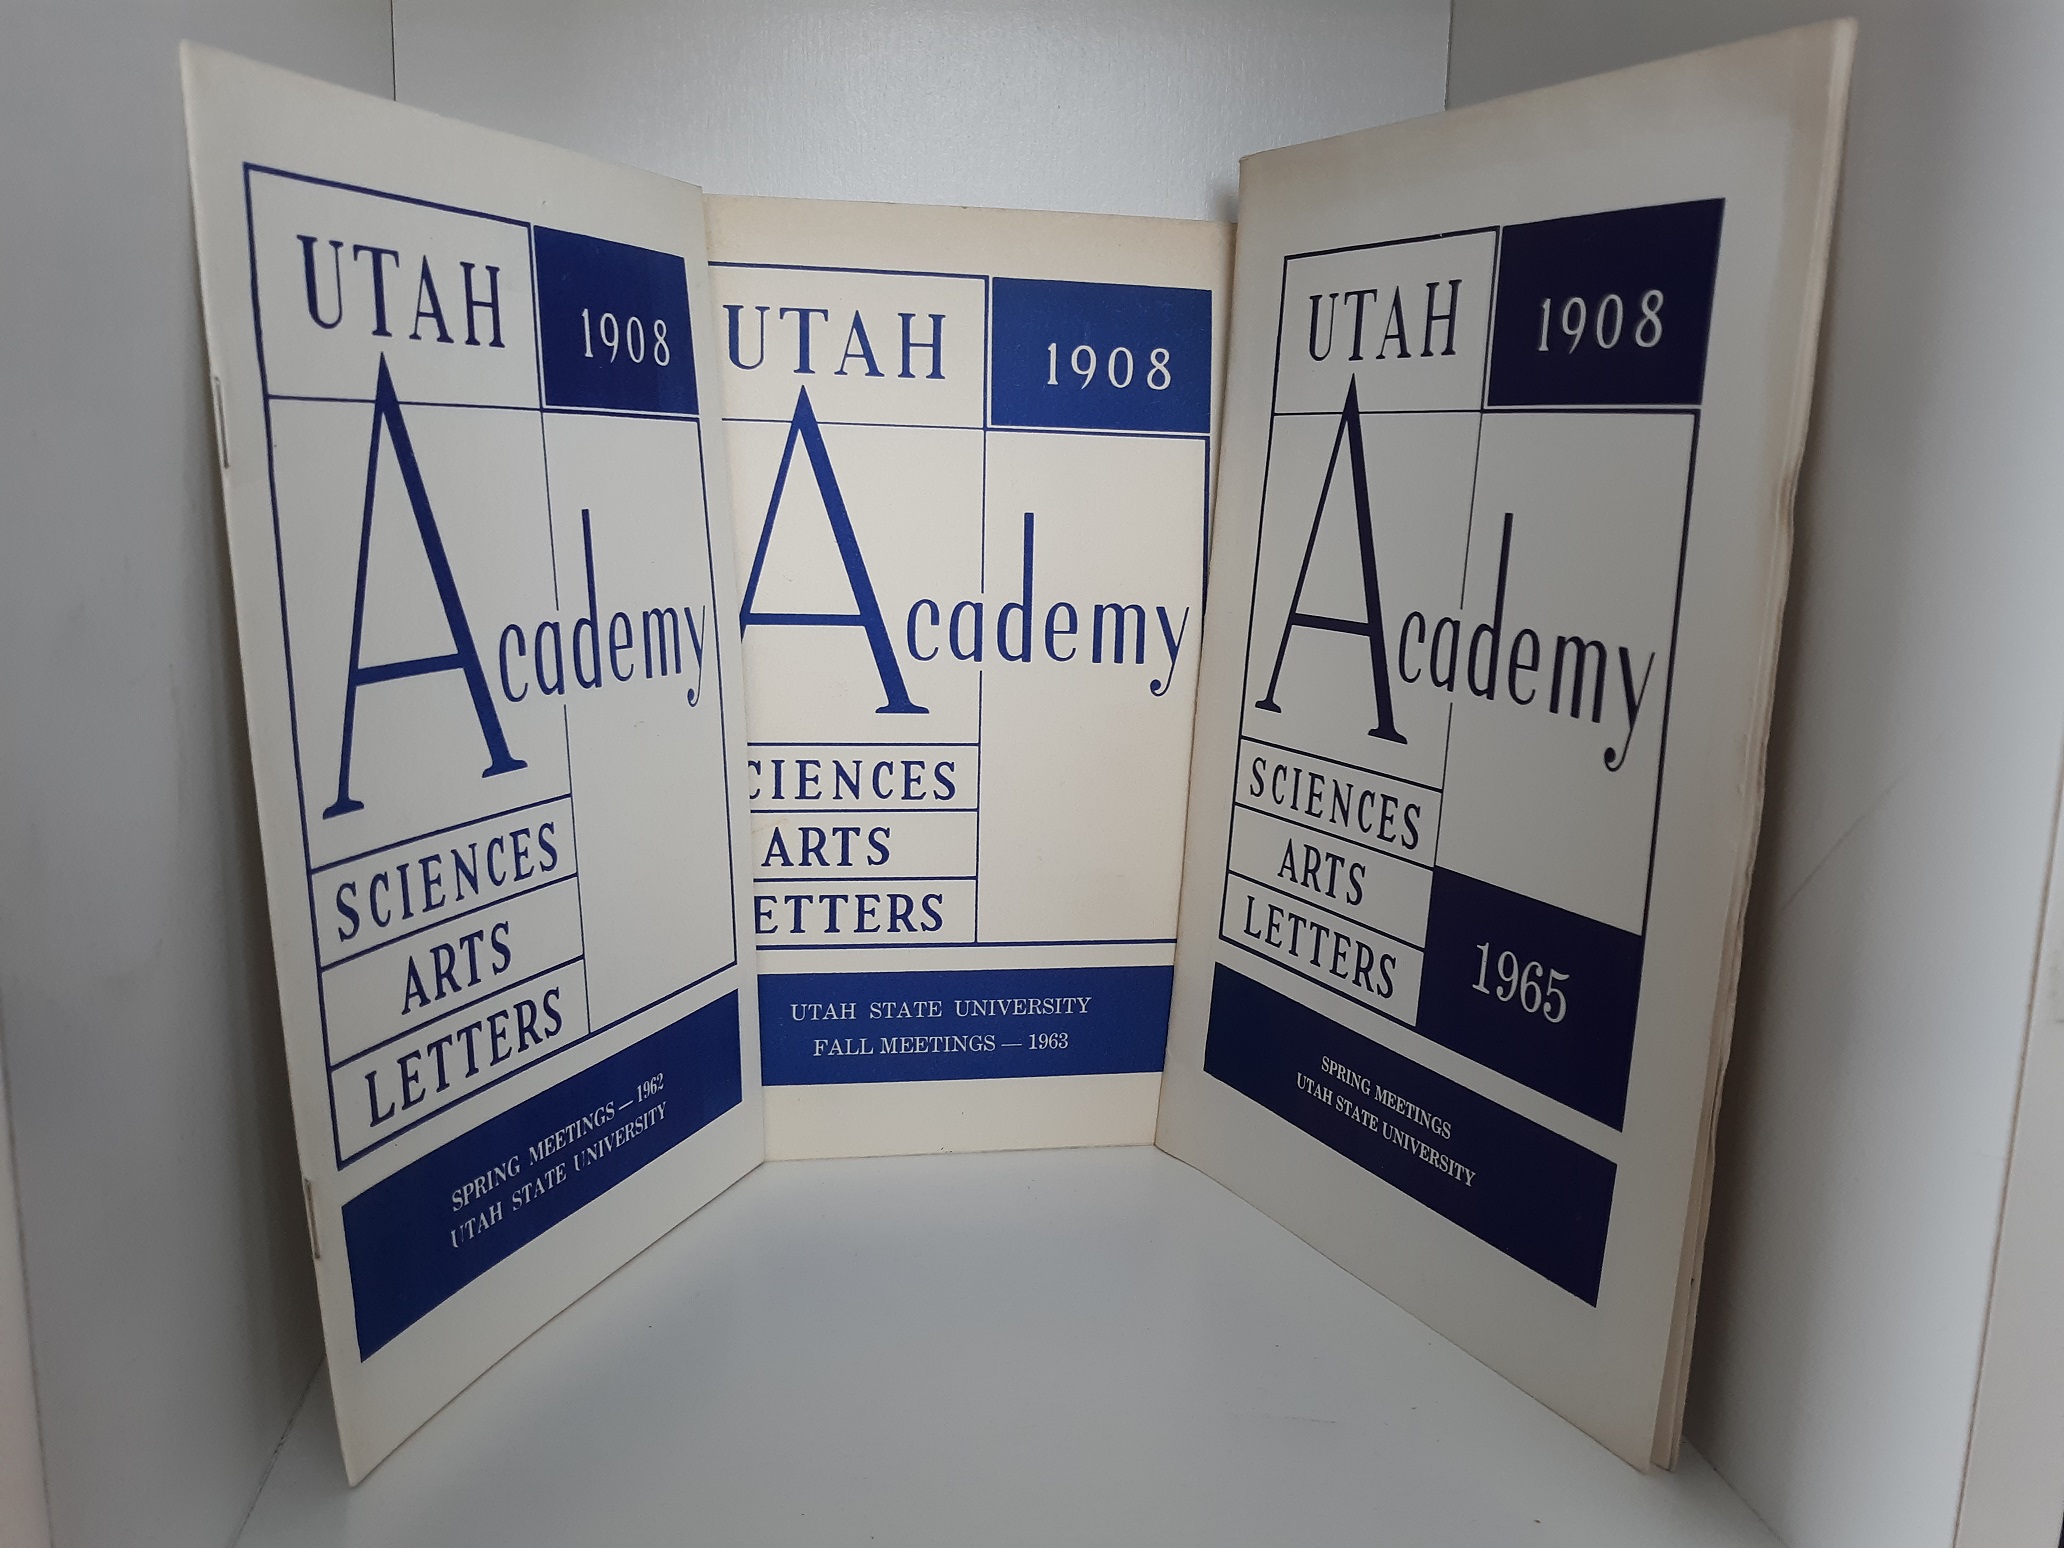 UTAH
1908
Academy
SCIENCES
ARTS
LETTERS
SPRING MEETINGS — 1962
UTAH STATE UNIVERSITY
UTAH
1908
Academy
CIENCES
ARTS
ETTERS
UTAH STATE UNIVERSITY
FALL MEETINGS — 1963
UTAH
1908
Academy
SCIENCES
ARTS
LETTERS
1965
SPRING MEETINGS
UTAH STATE UNIVERSITY